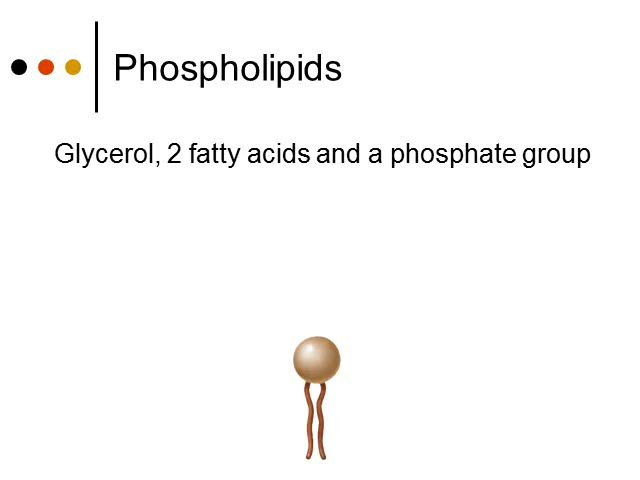 Phospholipids
Glycerol, 2 fatty acids and a phosphate group